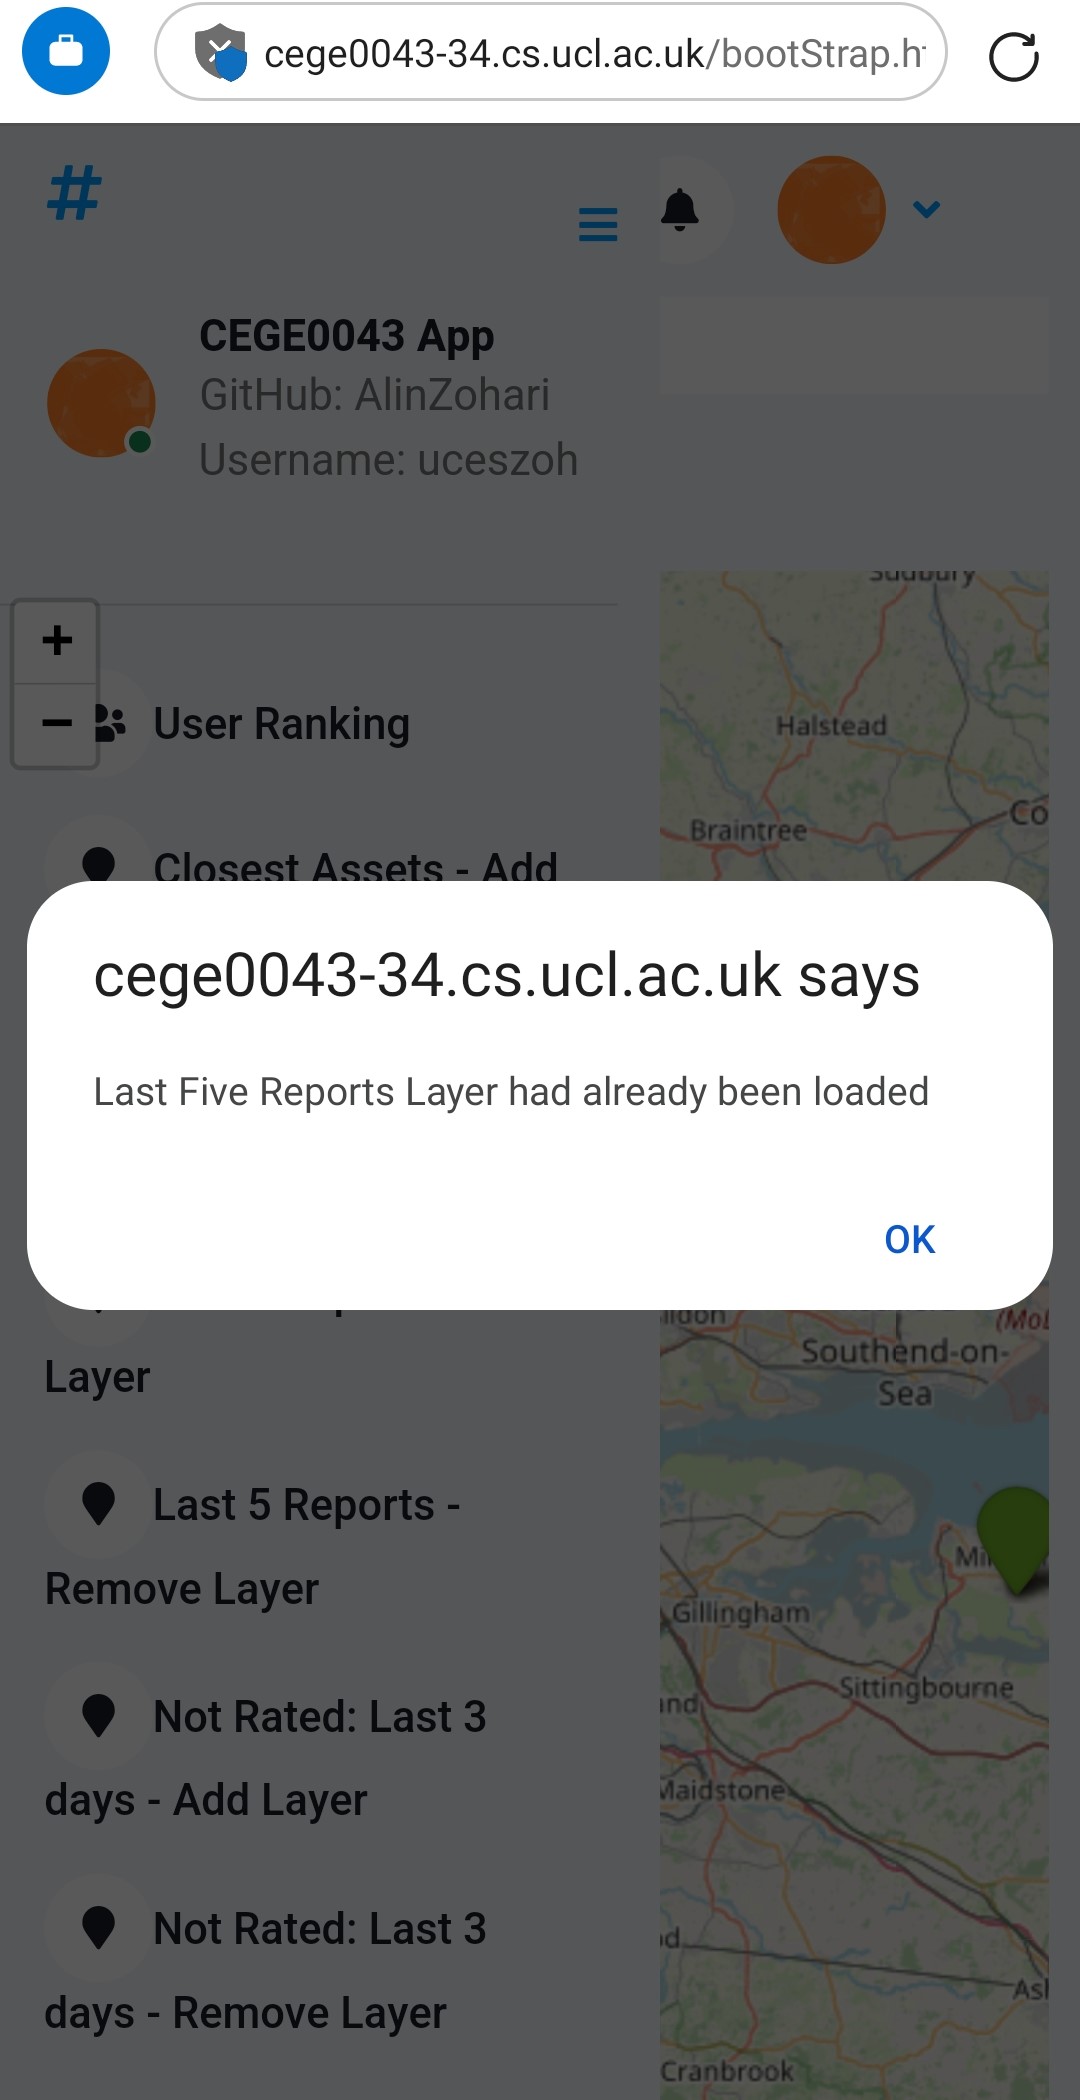 cege0043-34.cs.ucl.ac.uk/bootStrap.h
#
CEGE0043 App
GitHub: AlinZohari
Username: uceszoh
+
−
User Ranking
Closest Assets - Add
cege0043-34.cs.ucl.ac.uk says
Last Five Reports Layer had already been loaded
OK
Layer
Last 5 Reports -
Remove Layer
Not Rated: Last 3
days - Add Layer
Not Rated: Last 3
days - Remove Layer
Sudbury
Halstead
Braintree
Co
Southend-on-
Sea
Gillingham
Sittingbourne
Maidstone
Cranbrook